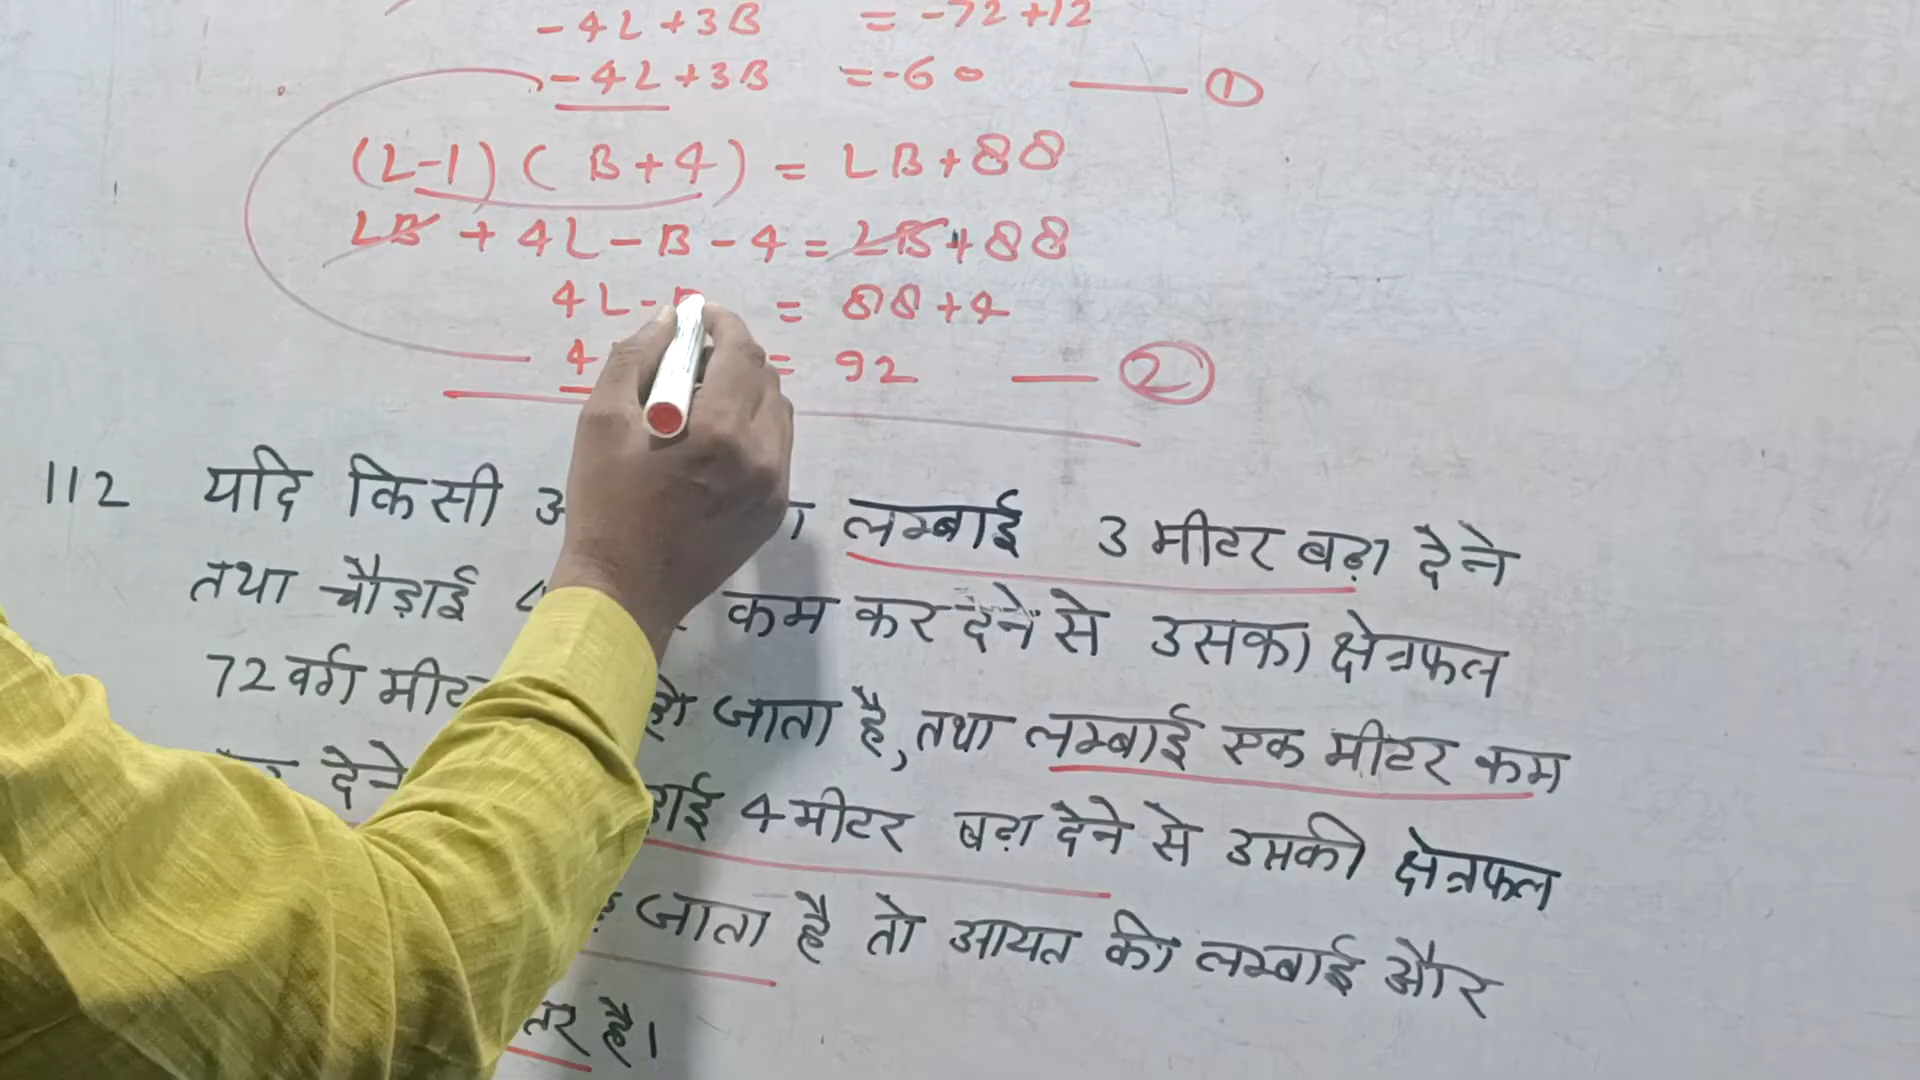 -4L+3B = -72+12
-4L+3B = -60 —— ①
(L-1) (B+4) = LB+88
LB + 4L - B - 4 = LB+88
4L - = 88+4
4 = 92 —— ②
112 यदि किसी लम्बाई 3 मीटर बढ़ा देने
तथा चौड़ाई कम कर देने से उसका क्षेत्रफल
72 वर्ग जाता है, तथा लम्बाई एक मीटर कम
देने 4 मीटर बढ़ा देने से उसकी क्षेत्रफल
जाता है तो आयत की लम्बाई और
है।